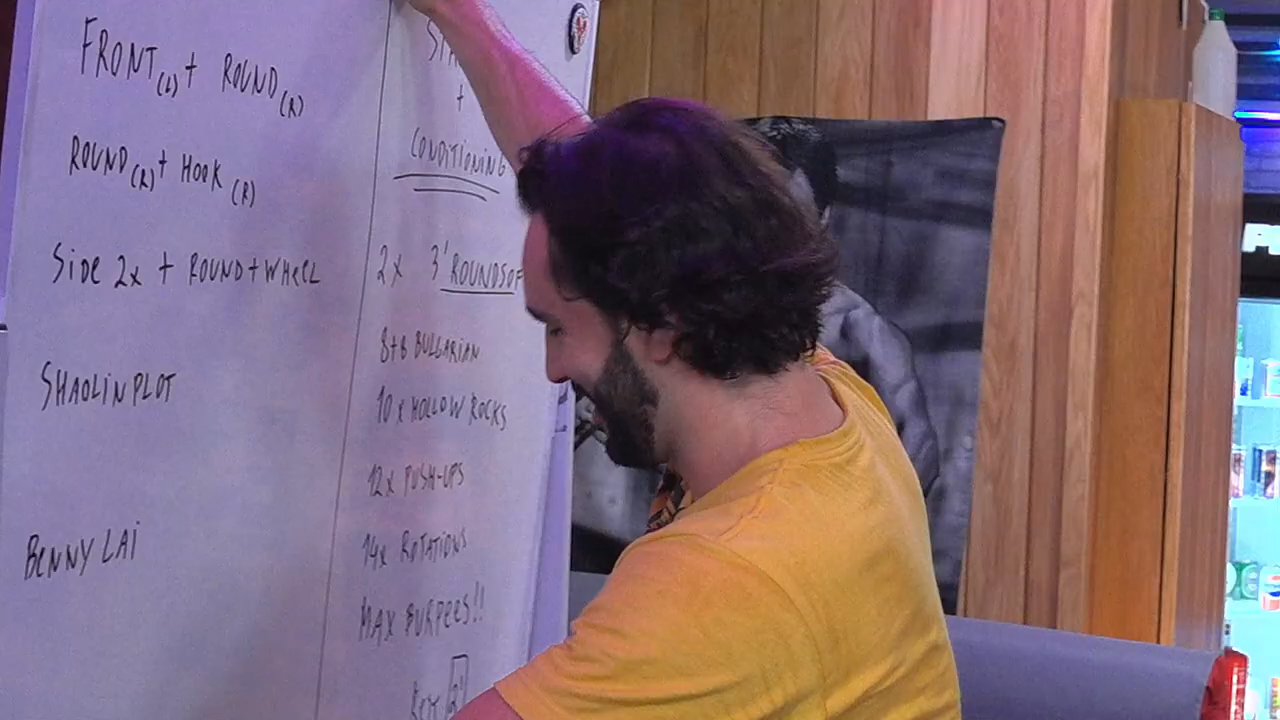 FRONT(L) + ROUND(R)
ROUND(R) + HOOK(R)
Side 2x + ROUND + WHEEL
SHAOLIN PLOT
BENNY LAI
+
CONDITIONING
2x 3' ROUNDS OF
8+8 BULGARIAN
10x HOLLOW ROCKS
12x PUSH-UPS
14x ROTATIONS
MAX BURPEES!!